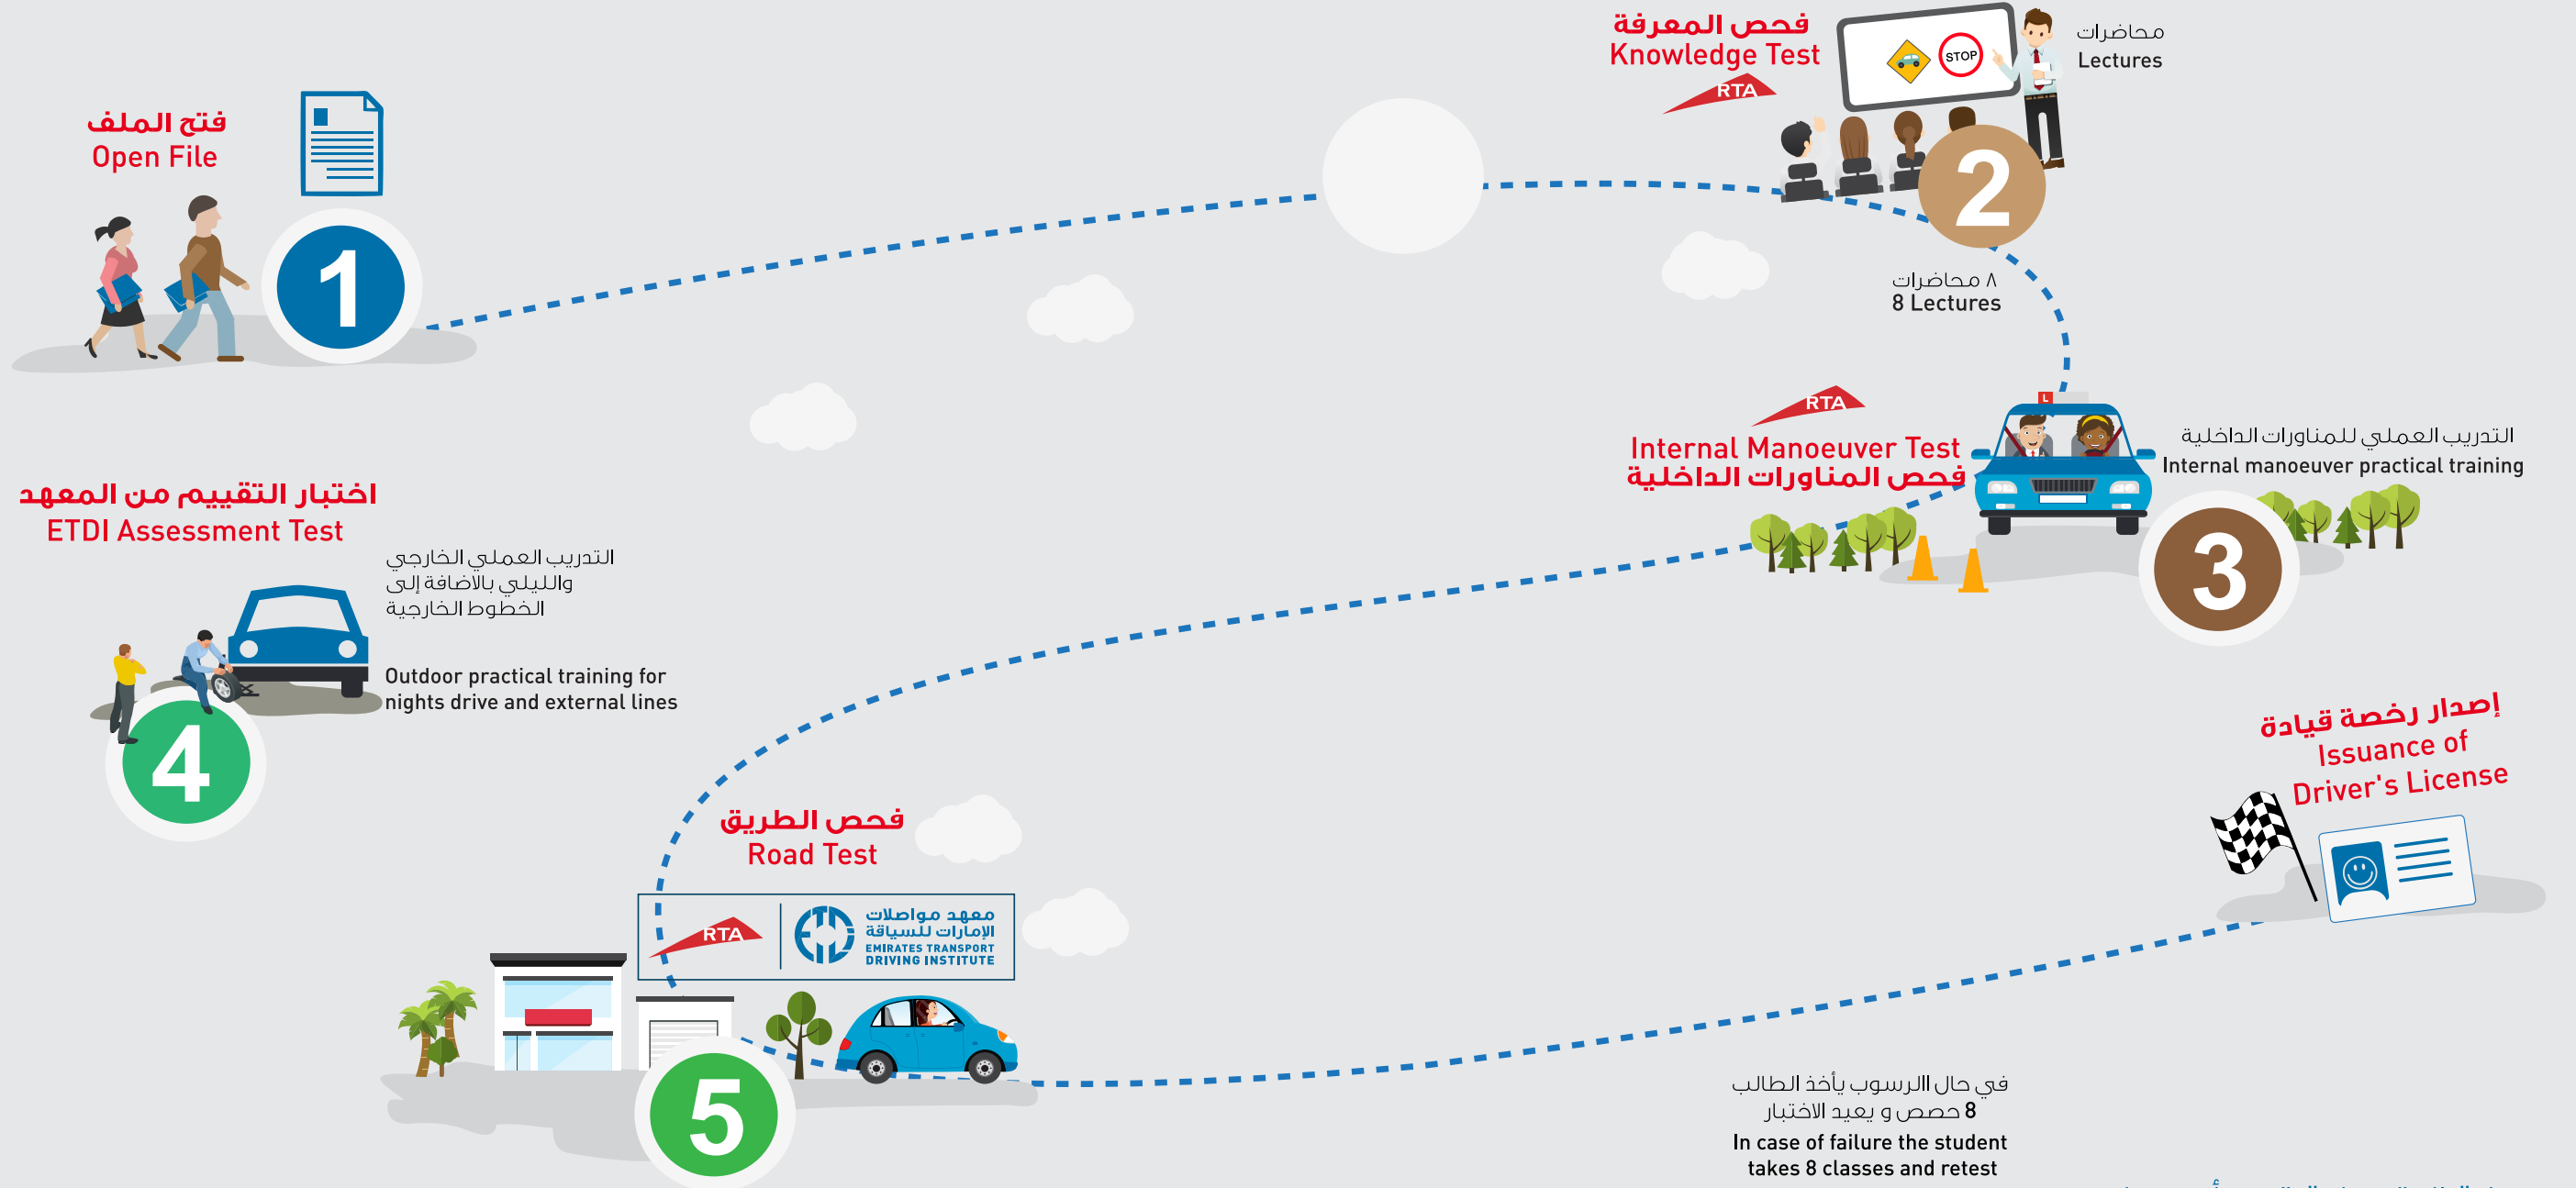 فتح الملف
Open File
1
فحص المعرفة
Knowledge Test
RTA
STOP
محاضرات
Lectures
2
٨ محاضرات
8 Lectures
RTA
Internal Manoeuver Test
فحص المناورات الداخلية
L
التدريب العملي للمناورات الداخلية
Internal manoeuver practical training
3
اختبار التقييم من المعهد
ETDI Assessment Test
التدريب العملي الخارجي
والليلي بالاضافة إلى
الخطوط الخارجية
Outdoor practical training for
nights drive and external lines
4
فحص الطريق
Road Test
RTA
معهد مواصلات
الإمارات للسياقة
EMIRATES TRANSPORT
DRIVING INSTITUTE
5
إصدار رخصة قيادة
Issuance of
Driver's License
في حال االرسوب يأخذ الطالب
8 حصص و يعيد الاختبار
In case of failure the student
takes 8 classes and retest